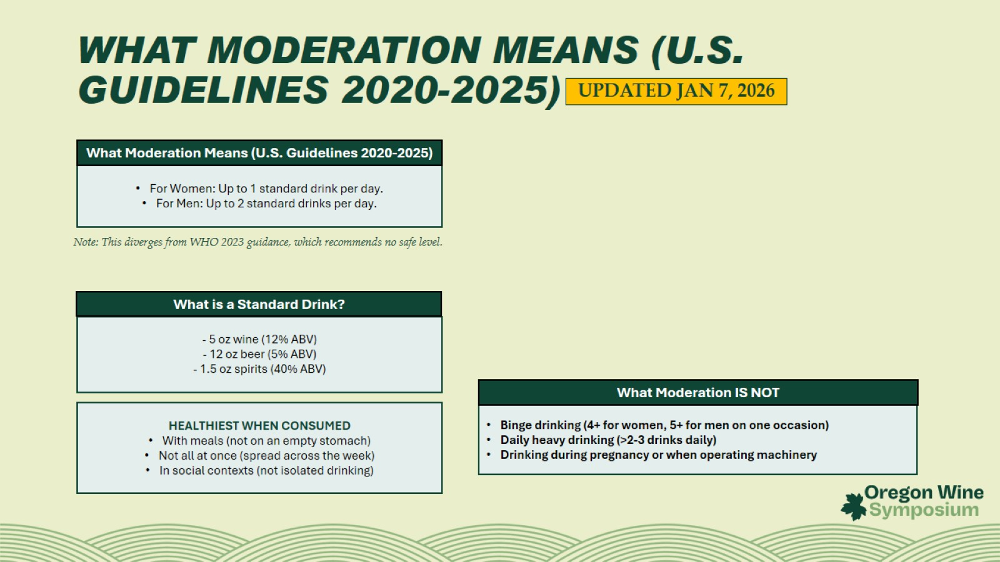 WHAT MODERATION MEANS (U.S.
GUIDELINES 2020-2025) UPDATED JAN 7, 2026
What Moderation Means (U.S. Guidelines 2020-2025)
• For Women: Up to 1 standard drink per day.
• For Men: Up to 2 standard drinks per day.
Note: This diverges from WHO 2023 guidance, which recommends no safe level.
What is a Standard Drink?
- 5 oz wine (12% ABV)
- 12 oz beer (5% ABV)
- 1.5 oz spirits (40% ABV)
HEALTHIEST WHEN CONSUMED
• With meals (not on an empty stomach)
• Not all at once (spread across the week)
• In social contexts (not isolated drinking)
What Moderation IS NOT
• Binge drinking (4+ for women, 5+ for men on one occasion)
• Daily heavy drinking (>2-3 drinks daily)
• Drinking during pregnancy or when operating machinery
Oregon Wine
Symposium